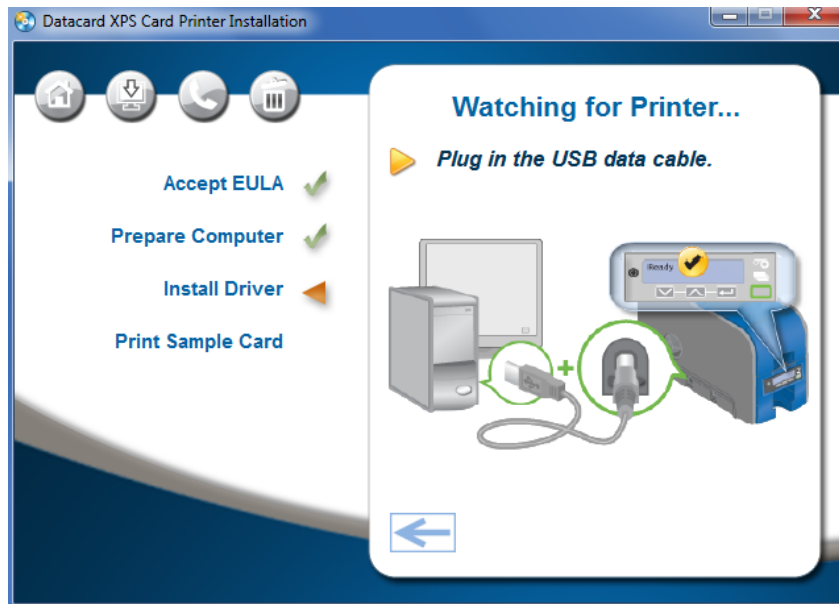 Datacard XPS Card Printer Installation
Watching for Printer...
Plug in the USB data cable.
Accept EULA
Prepare Computer
Install Driver
Print Sample Card
Ready